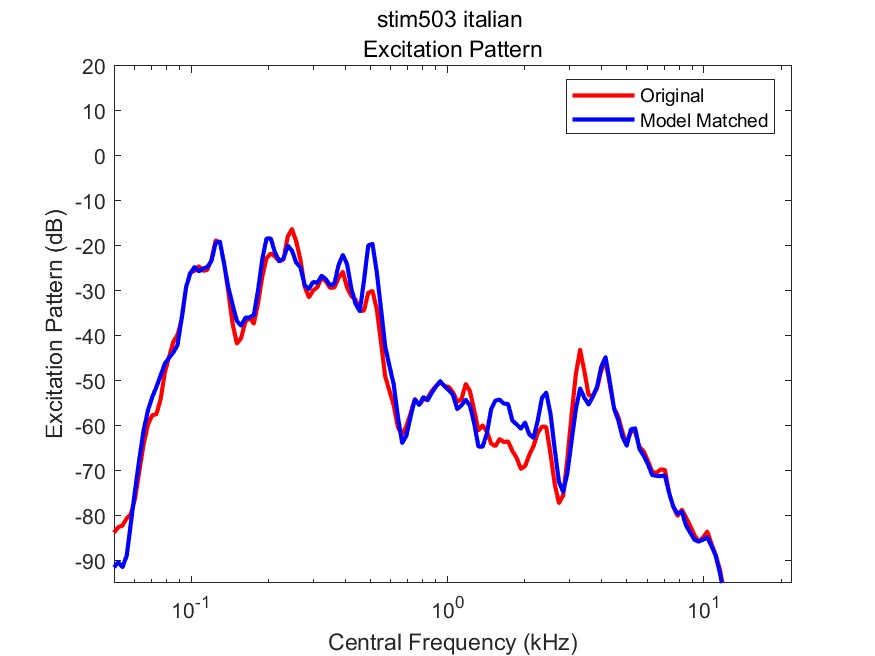 stim503 italian
Excitation Pattern
Original
Model Matched
Excitation Pattern (dB)
20
10
0
-10
-20
-30
-40
-50
-60
-70
-80
-90
10-1
100
101
Central Frequency (kHz)